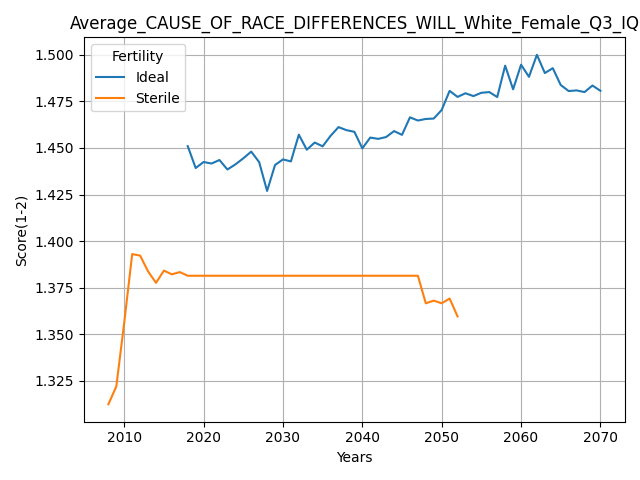 Average_CAUSE_OF_RACE_DIFFERENCES_WILL_White_Female_Q3_IQ
Fertility
Ideal
Sterile
Score(1-2)
1.500
1.475
1.450
1.425
1.400
1.375
1.350
1.325
2010 2020 2030 2040 2050 2060 2070
Years